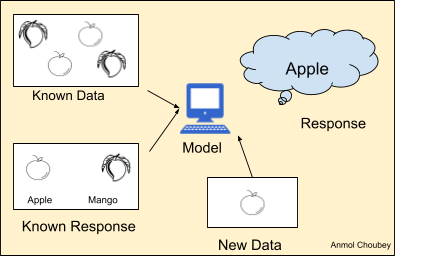 Known Data
Apple
Mango
Known Response
Model
New Data
Apple
Response
Anmol Choubey